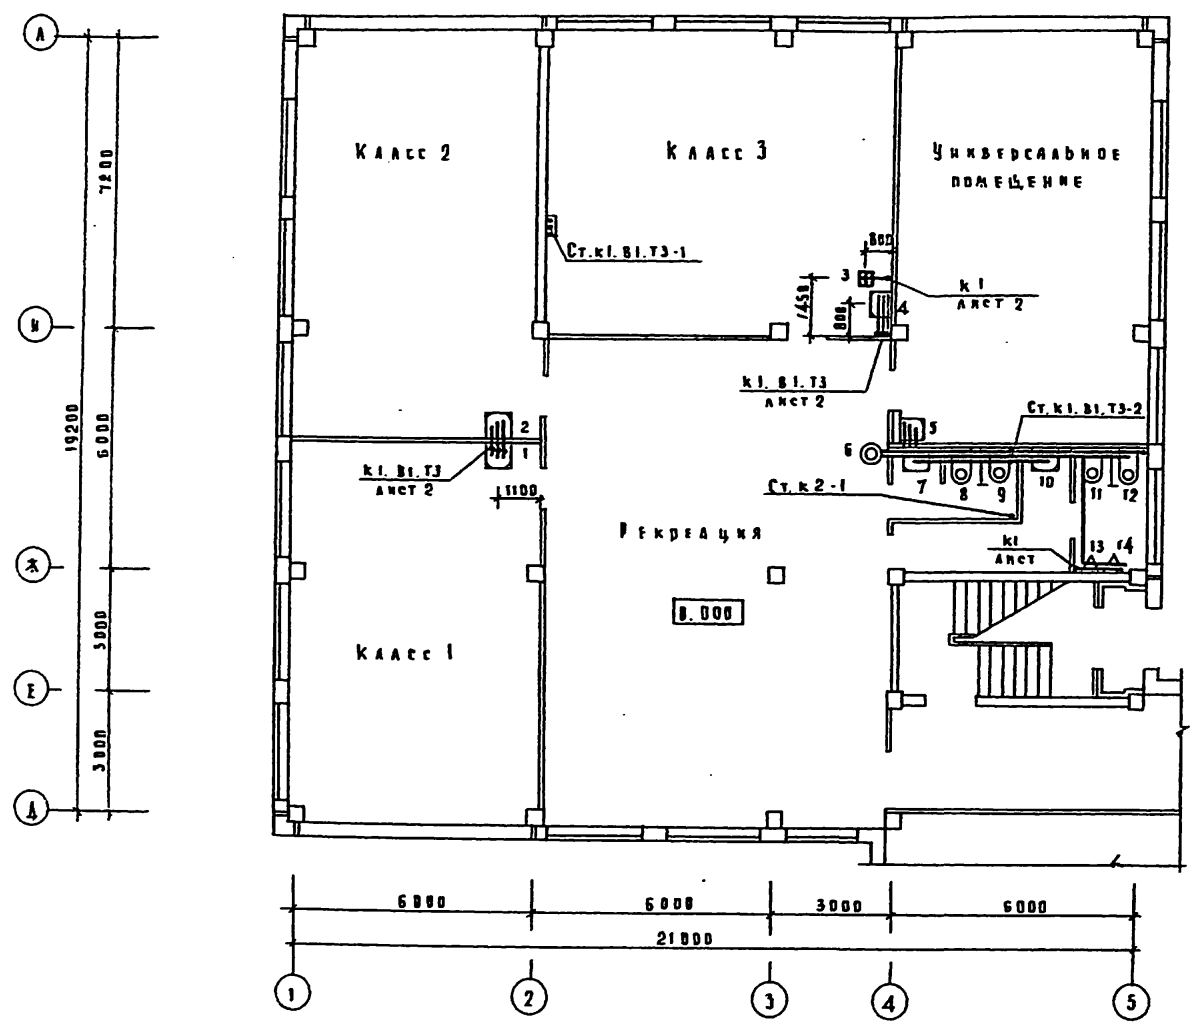 Л
7200
Класс 2
Класс 3
Универсальное
помещение
Ст.К1.В1.Т3-1
800
3
К1
лист 2
1450
800
4
И
К1.В1.Т3
лист 2
19200
6000
Ст.К1.В1.Т3-2
2
1
5
6
К1.В1.Т3
лист 2
1100
Ст.К2-1
7
8
9
10
11
12
Рекреация
К1
лист
13
14
Ж
0.000
3000
Класс 1
Е
3000
Д
6000
6000
3000
6000
21000
1
2
3
4
5